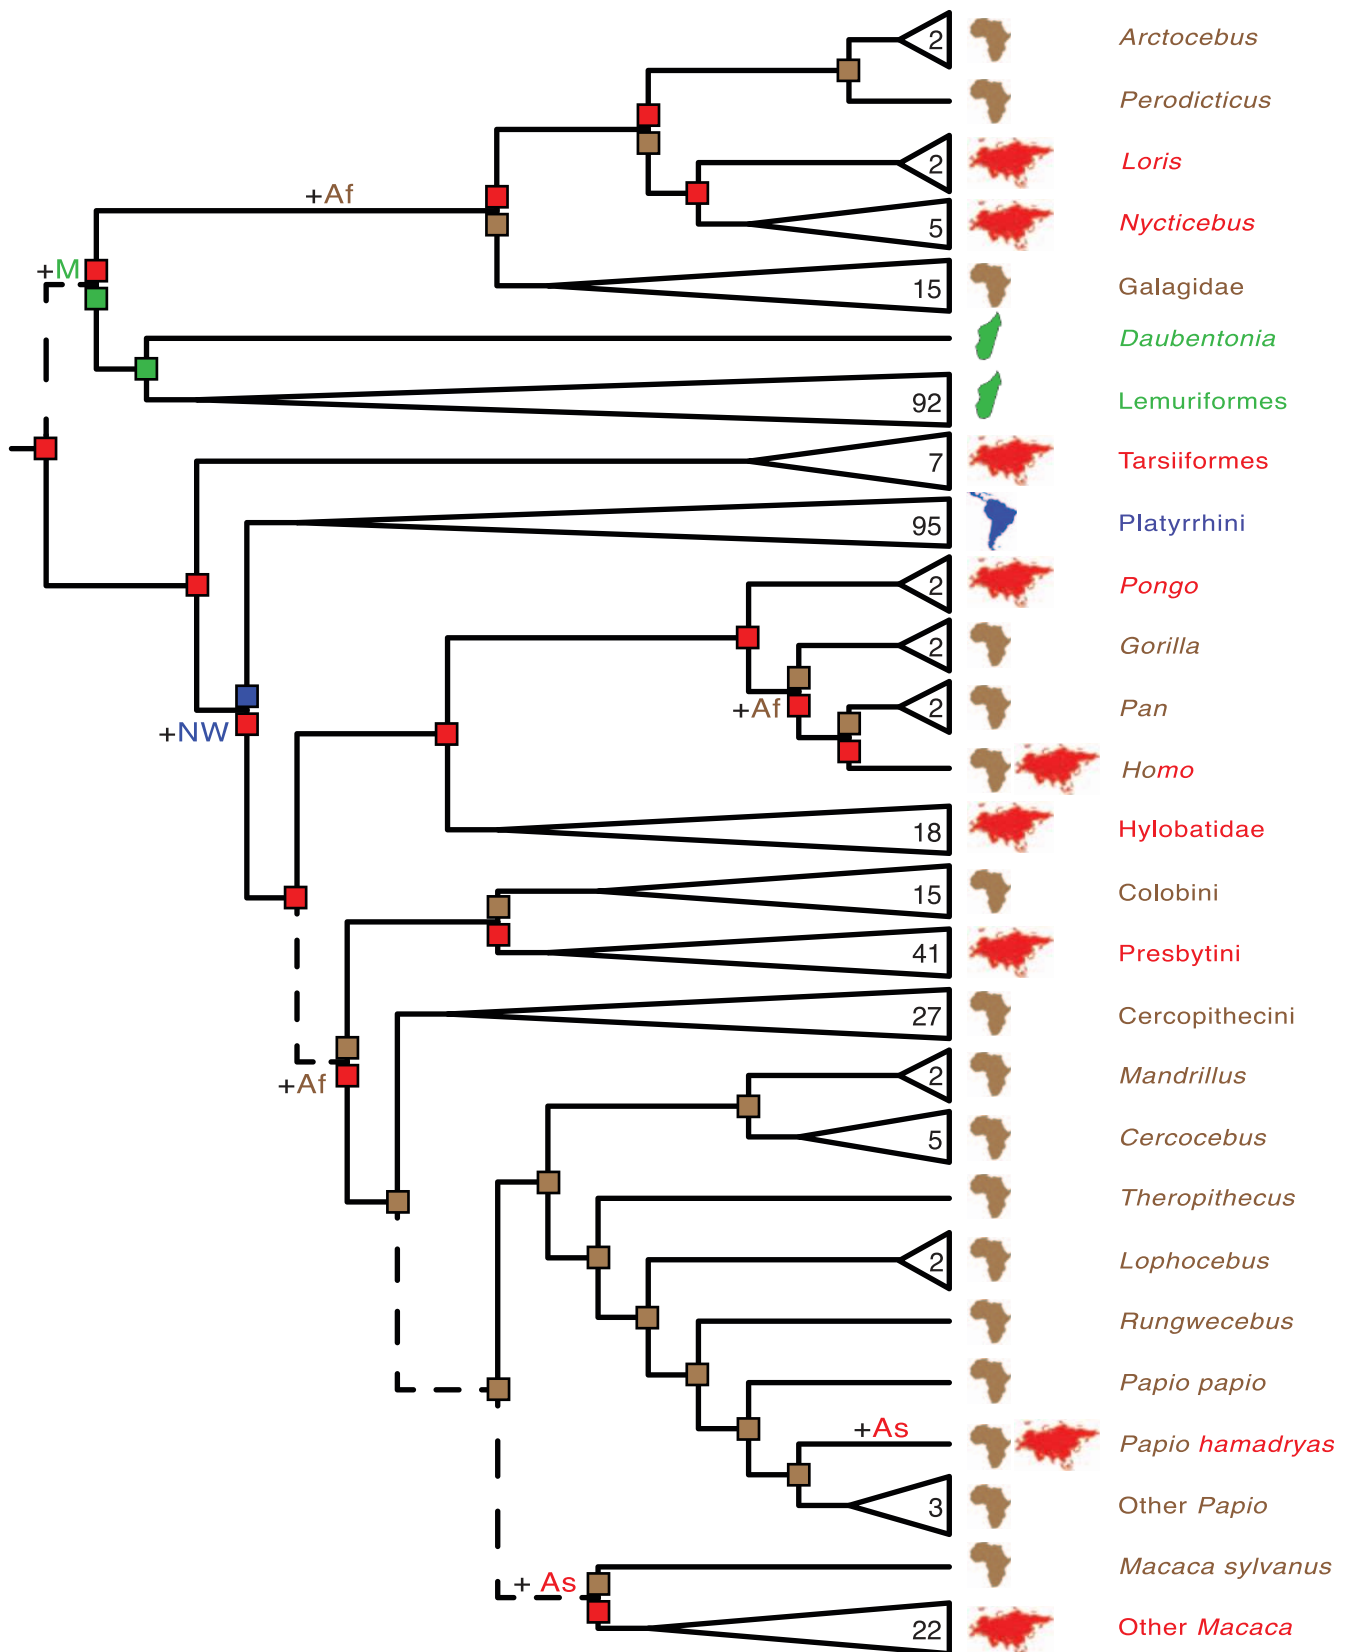 2 Arctocebus
Perodicticus
2 Loris
+Af
5 Nycticebus
+M
15 Galagidae
Daubentonia
92 Lemuriformes
7 Tarsiiformes
95 Platyrrhini
2 Pongo
2 Gorilla
+NW
+Af
2 Pan
Homo
18 Hylobatidae
15 Colobini
41 Presbytini
27 Cercopithecini
+Af
2 Mandrillus
5 Cercocebus
Theropithecus
2 Lophocebus
Rungwecebus
Papio papio
+As
Papio hamadryas
3 Other Papio
Macaca sylvanus
+ As
22 Other Macaca